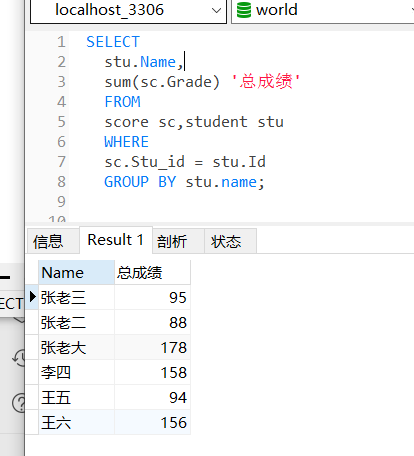 localhost_3306 world
1 SELECT
2 stu.Name,
3 sum(sc.Grade) '总成绩'
4 FROM
5 score sc,student stu
6 WHERE
7 sc.Stu_id = stu.Id
8 GROUP BY stu.name;
9
10
信息 Result 1 剖析 状态
Name 总成绩
张老三 95
张老二 88
张老大 178
李四 158
王五 94
王六 156
ECT